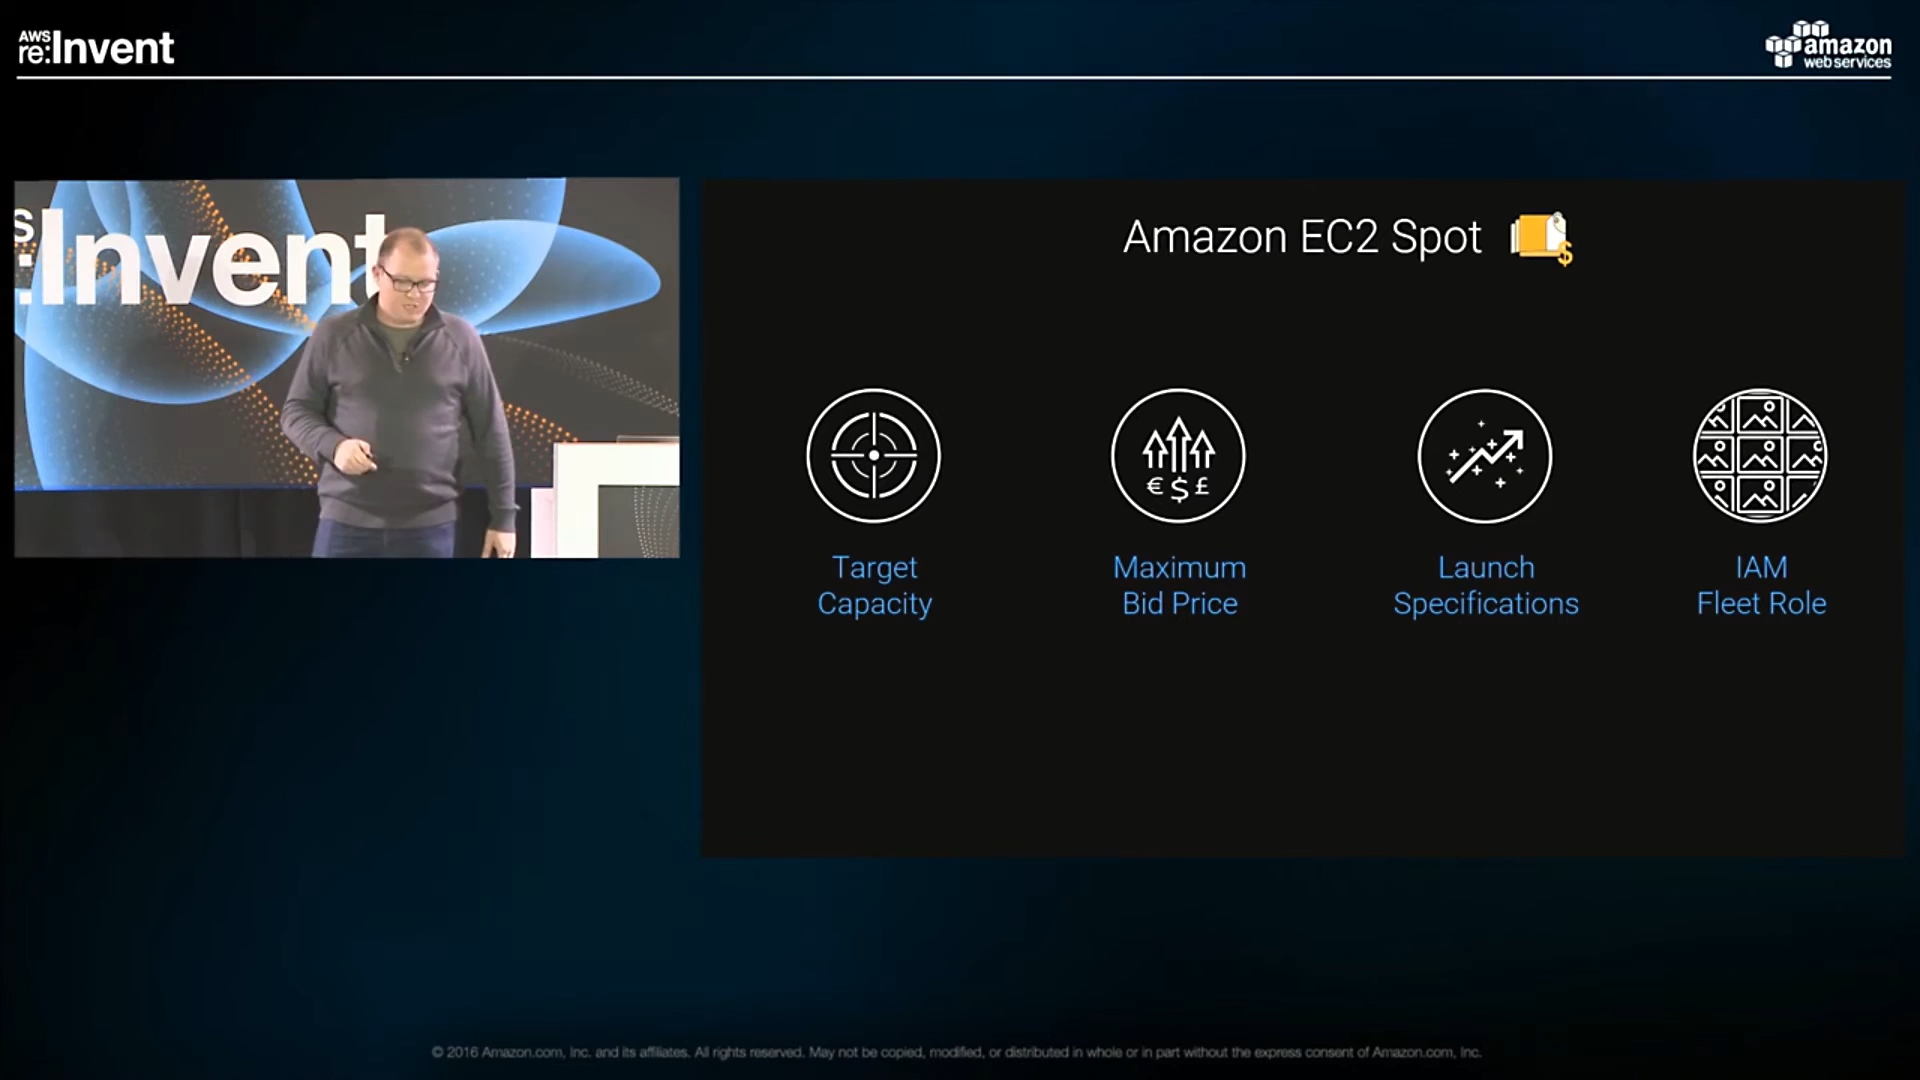 AWS
re:Invent
amazon
web services
S
:Invent
Amazon EC2 Spot
$
€ $ £
Target
Capacity
Maximum
Bid Price
Launch
Specifications
IAM
Fleet Role
© 2016 Amazon.com, Inc. and its affiliates. All rights reserved. May not be copied, modified, or distributed in whole or in part without the express consent of Amazon.com, Inc.